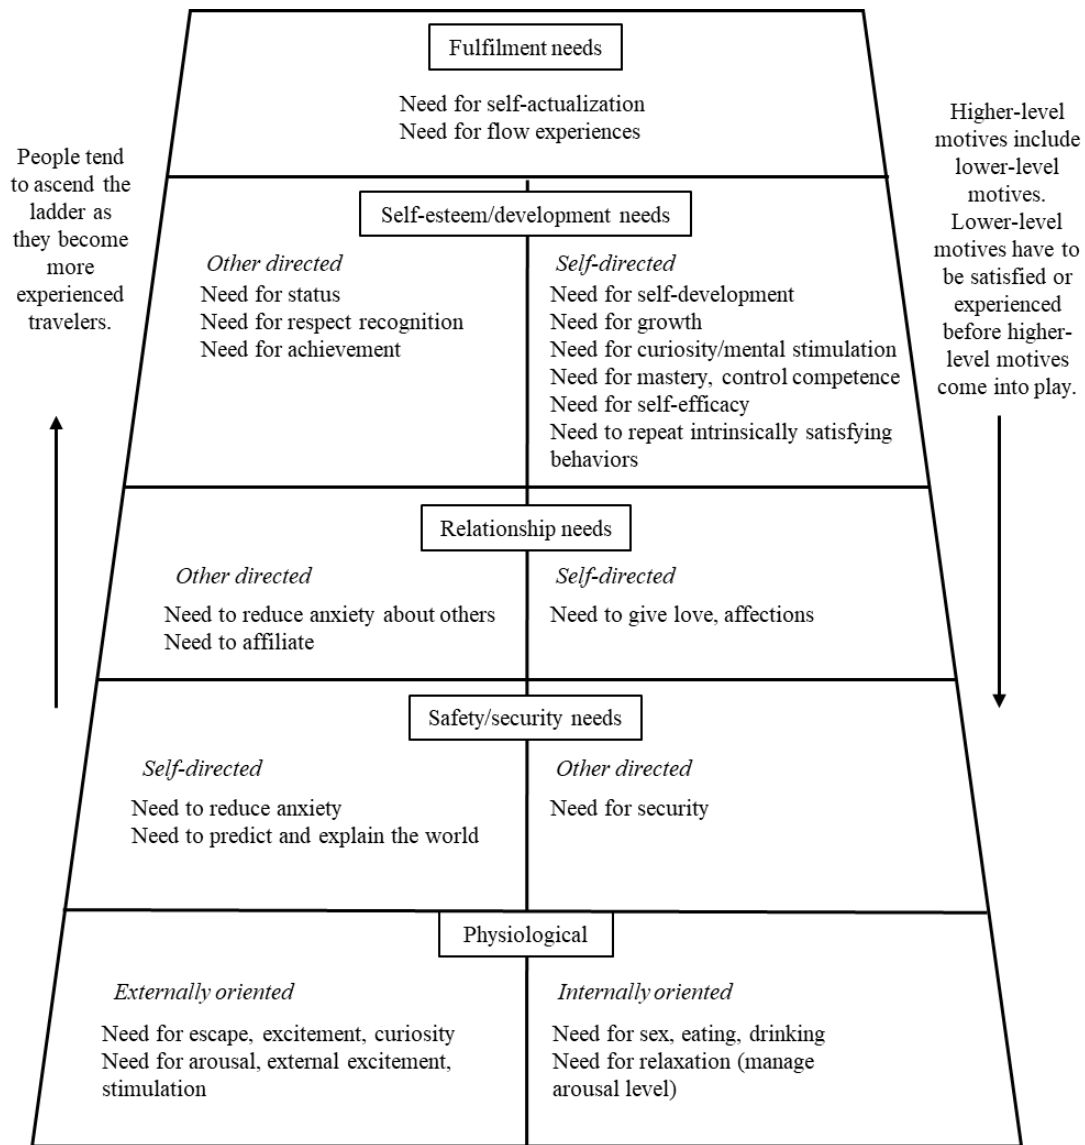 Fulfilment needs
Need for self-actualization
Need for flow experiences
People tend
to ascend the
ladder as
they become
more
experienced
travelers.
Higher-level
motives include
lower-level
motives.
Lower-level
motives have to
be satisfied or
experienced
before higher-
level motives
come into play.
Self-esteem/development needs
Other directed
Need for status
Need for respect recognition
Need for achievement
Self-directed
Need for self-development
Need for growth
Need for curiosity/mental stimulation
Need for mastery, control competence
Need for self-efficacy
Need to repeat intrinsically satisfying
behaviors
Relationship needs
Other directed
Need to reduce anxiety about others
Need to affiliate
Self-directed
Need to give love, affections
Safety/security needs
Self-directed
Need to reduce anxiety
Need to predict and explain the world
Other directed
Need for security
Physiological
Externally oriented
Need for escape, excitement, curiosity
Need for arousal, external excitement,
stimulation
Internally oriented
Need for sex, eating, drinking
Need for relaxation (manage
arousal level)